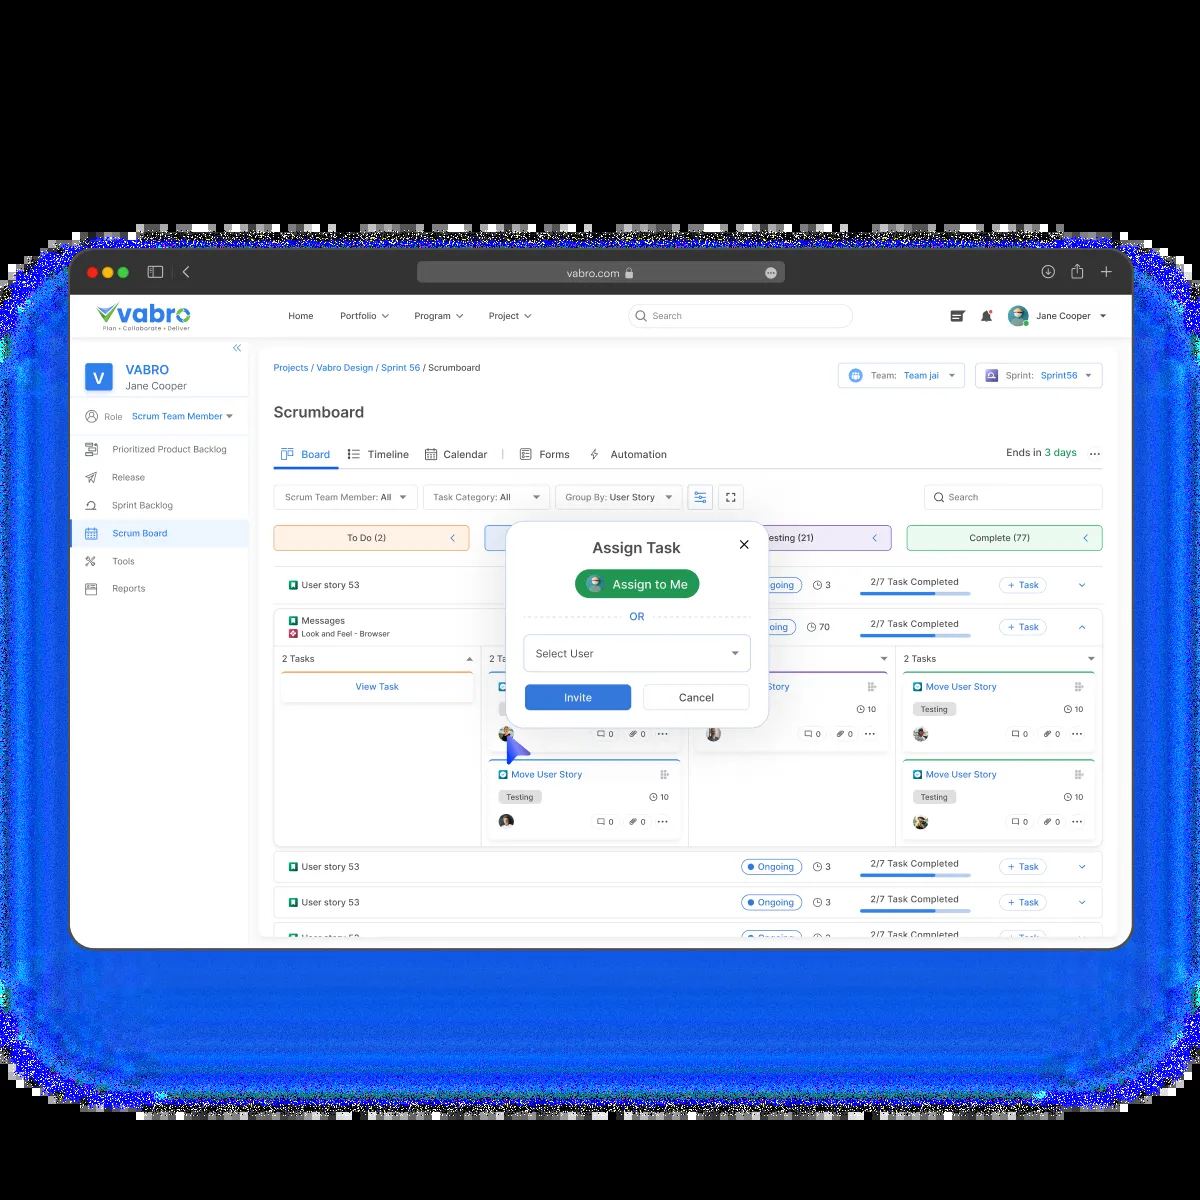 vabro.com
vabro
Plan • Collaborate • Deliver
Home Portfolio Program Project Search Jane Cooper
V VABRO
Jane Cooper
Role Scrum Team Member
Prioritized Product Backlog
Release
Sprint Backlog
Scrum Board
Tools
Reports
Projects / Vabro Design / Sprint 56 / Scrumboard
Team: Team jai Sprint: Sprint56
Scrumboard
Board Timeline Calendar Forms Automation Ends in 3 days
Scrum Team Member: All Task Category: All Group By: User Story Search
To Do (2) esting (21) Complete (77)
Assign Task
Assign to Me
OR
Select User
Invite Cancel
User story 53 going 3 2/7 Task Completed + Task
Messages oing 70 2/7 Task Completed + Task
Look and Feel - Browser
2 Tasks 2 Ta 2 Tasks
View Task tory Move User Story
10 Testing 10
0 0 0 0 0 0
Move User Story Move User Story
Testing 10 Testing 10
0 0 0 0
User story 53 Ongoing 3 2/7 Task Completed + Task
User story 53 Ongoing 3 2/7 Task Completed + Task
User story 53 Ongoing 3 2/7 Task Completed + Task